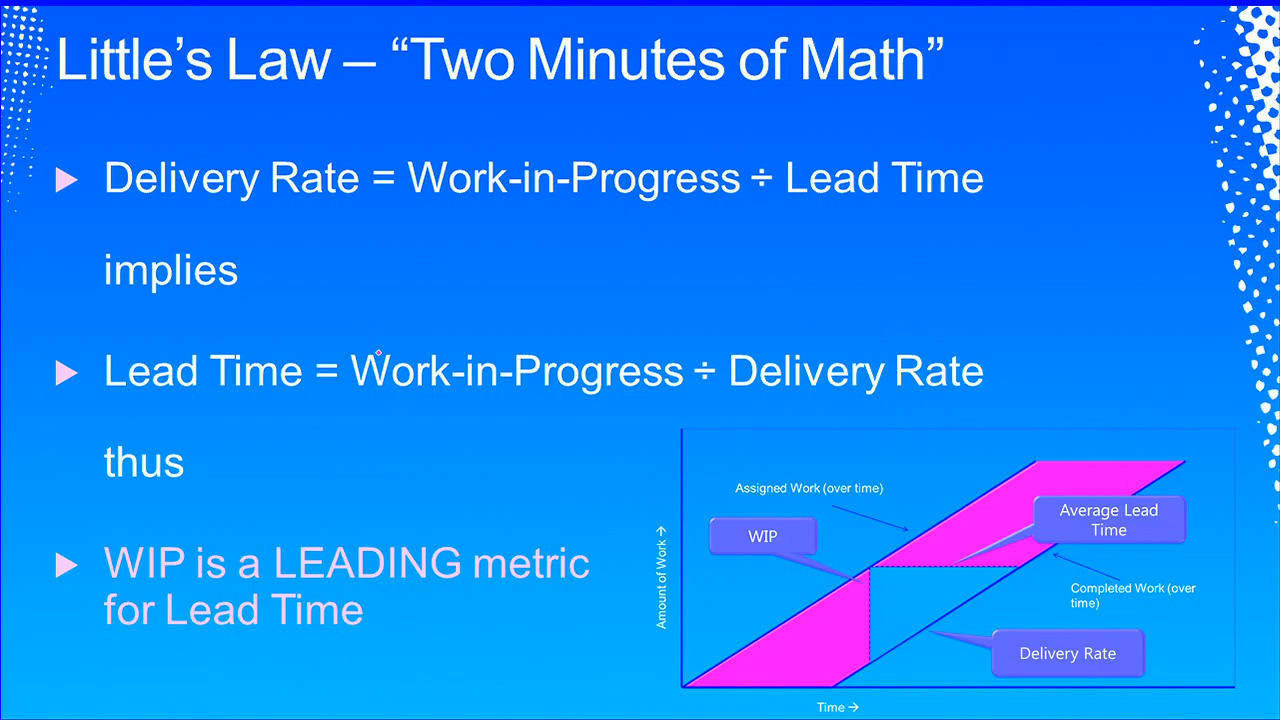 Little’s Law – “Two Minutes of Math”
Delivery Rate = Work-in-Progress ÷ Lead Time
implies
Lead Time = Work-in-Progress ÷ Delivery Rate
thus
WIP is a LEADING metric
for Lead Time
Assigned Work (over time)
WIP
Average Lead
Time
Completed Work (over
time)
Delivery Rate
Amount of Work →
Time →